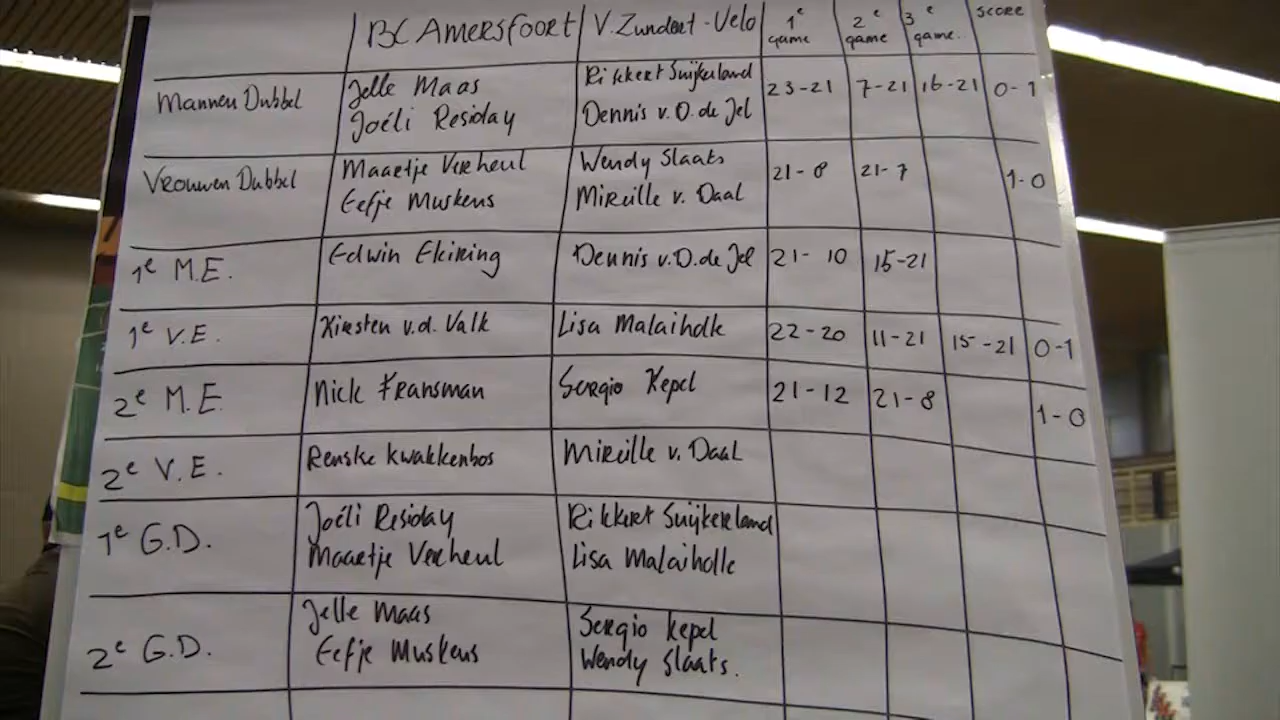 BC Amersfoort V. Zundert - Velo 1e game 2e game 3e game. Score
Mannen Dubbel Jelle Maas Rikkert Suijkerland 23-21 7-21 16-21 0-1
Joéli Residay Dennis v.D. de Jel
Vrouwen Dubbel Maartje Verheul Wendy Slaats 21-8 21-7 1-0
Eefje Muskens Mireille v. Daal
1e M.E. Edwin Ekiring Dennis v.D. de Jel 21-10 15-21
1e V.E. Kirsten v.d. Valk Lisa Malaihollo 22-20 11-21 15-21 0-1
2e M.E. Nick Fransman Sergio Kepel 21-12 21-8 1-0
2e V.E. Renske Kwakkenbos Mireille v. Daal
1e G.D. Joéli Residay Rikkert Suijkerland
Maartje Verheul Lisa Malaihollo
2e G.D. Jelle Maas Sergio Kepel
Eefje Muskens Wendy Slaats.